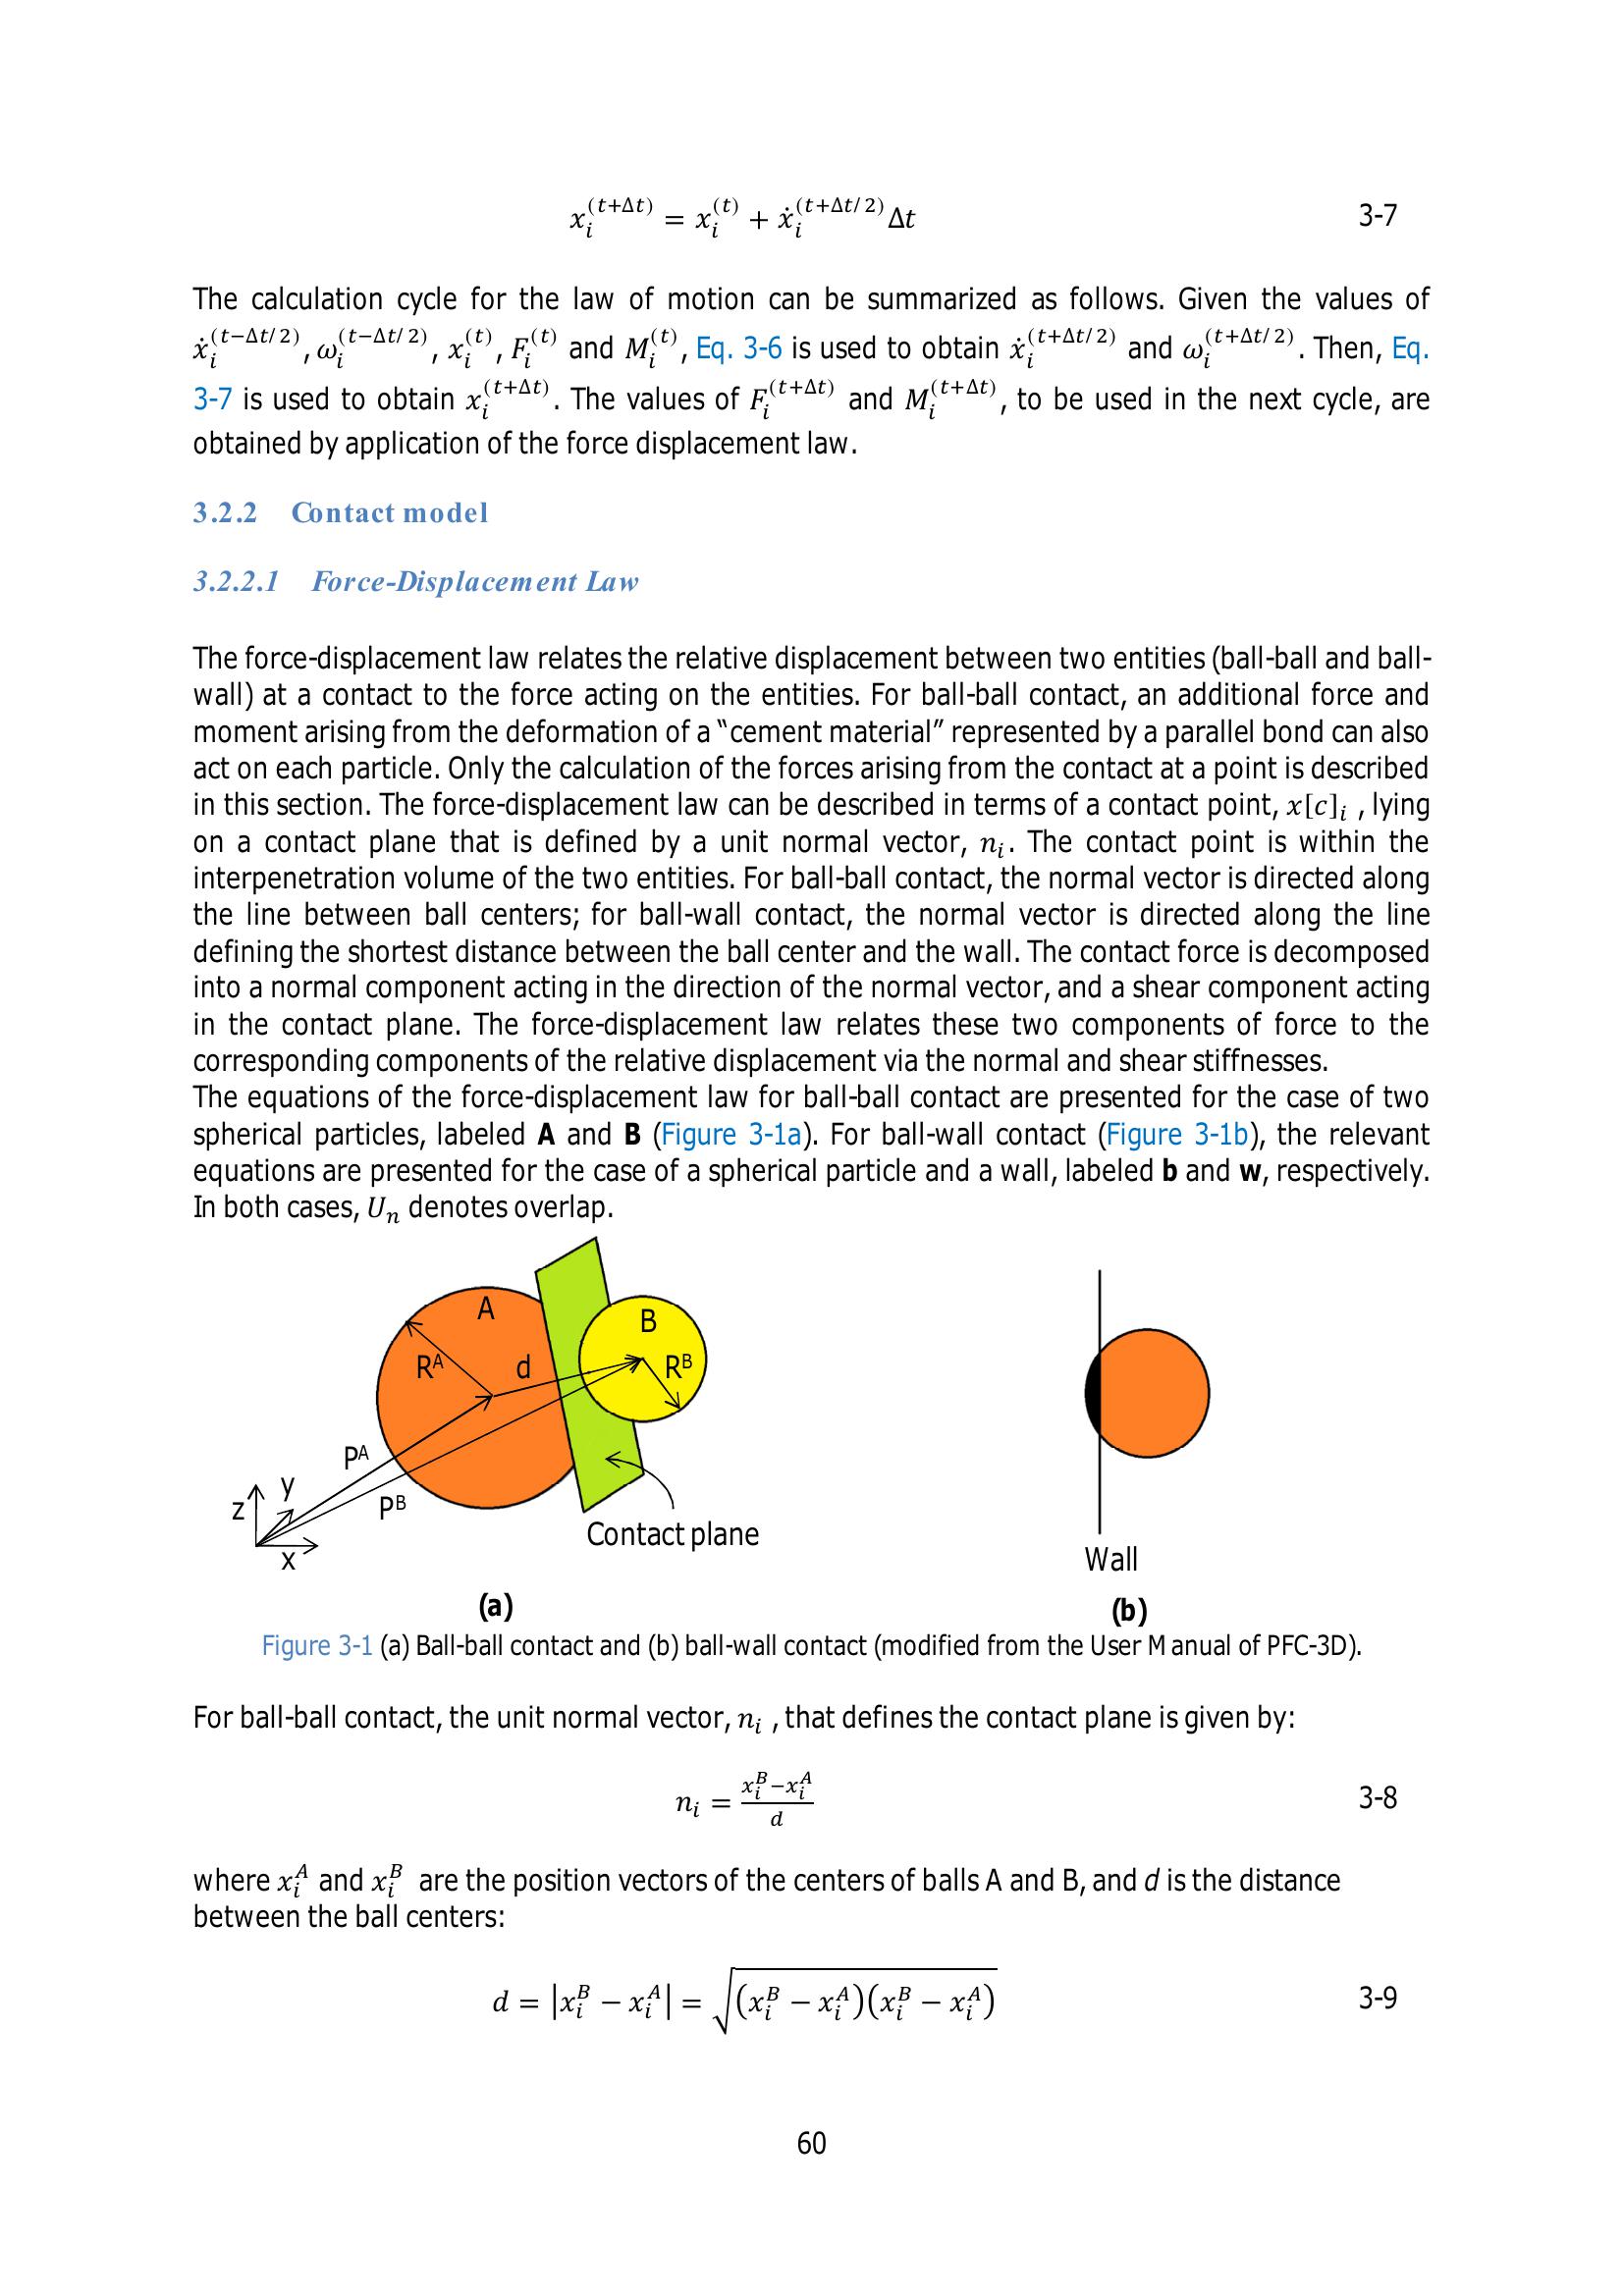 x_i^{(t+Δt)} = x_i^{(t)} + ẋ_i^{(t+Δt/2)} Δt 3-7
The calculation cycle for the law of motion can be summarized as follows. Given the values of
ẋ_i^{(t−Δt/2)}, ω_i^{(t−Δt/2)}, x_i^{(t)}, F_i^{(t)} and M_i^{(t)}, Eq. 3-6 is used to obtain ẋ_i^{(t+Δt/2)} and ω_i^{(t+Δt/2)}. Then, Eq.
3-7 is used to obtain x_i^{(t+Δt)}. The values of F_i^{(t+Δt)} and M_i^{(t+Δt)}, to be used in the next cycle, are
obtained by application of the force displacement law.
3.2.2 Contact model
3.2.2.1 Force-Displacement Law
The force-displacement law relates the relative displacement between two entities (ball-ball and ball-
wall) at a contact to the force acting on the entities. For ball-ball contact, an additional force and
moment arising from the deformation of a “cement material” represented by a parallel bond can also
act on each particle. Only the calculation of the forces arising from the contact at a point is described
in this section. The force-displacement law can be described in terms of a contact point, x[c]_i , lying
on a contact plane that is defined by a unit normal vector, n_i. The contact point is within the
interpenetration volume of the two entities. For ball-ball contact, the normal vector is directed along
the line between ball centers; for ball-wall contact, the normal vector is directed along the line
defining the shortest distance between the ball center and the wall. The contact force is decomposed
into a normal component acting in the direction of the normal vector, and a shear component acting
in the contact plane. The force-displacement law relates these two components of force to the
corresponding components of the relative displacement via the normal and shear stiffnesses.
The equations of the force-displacement law for ball-ball contact are presented for the case of two
spherical particles, labeled A and B (Figure 3-1a). For ball-wall contact (Figure 3-1b), the relevant
equations are presented for the case of a spherical particle and a wall, labeled b and w, respectively.
In both cases, U_n denotes overlap.
A
B
R^A
d
R^B
P^A
P^B
z
y
x
Contact plane
Wall
(a)
(b)
Figure 3-1 (a) Ball-ball contact and (b) ball-wall contact (modified from the User Manual of PFC-3D).
For ball-ball contact, the unit normal vector, n_i , that defines the contact plane is given by:
n_i = \frac{x_i^B − x_i^A}{d} 3-8
where x_i^A and x_i^B are the position vectors of the centers of balls A and B, and d is the distance
between the ball centers:
d = |x_i^B − x_i^A| = √((x_i^B − x_i^A)(x_i^B − x_i^A)) 3-9
60